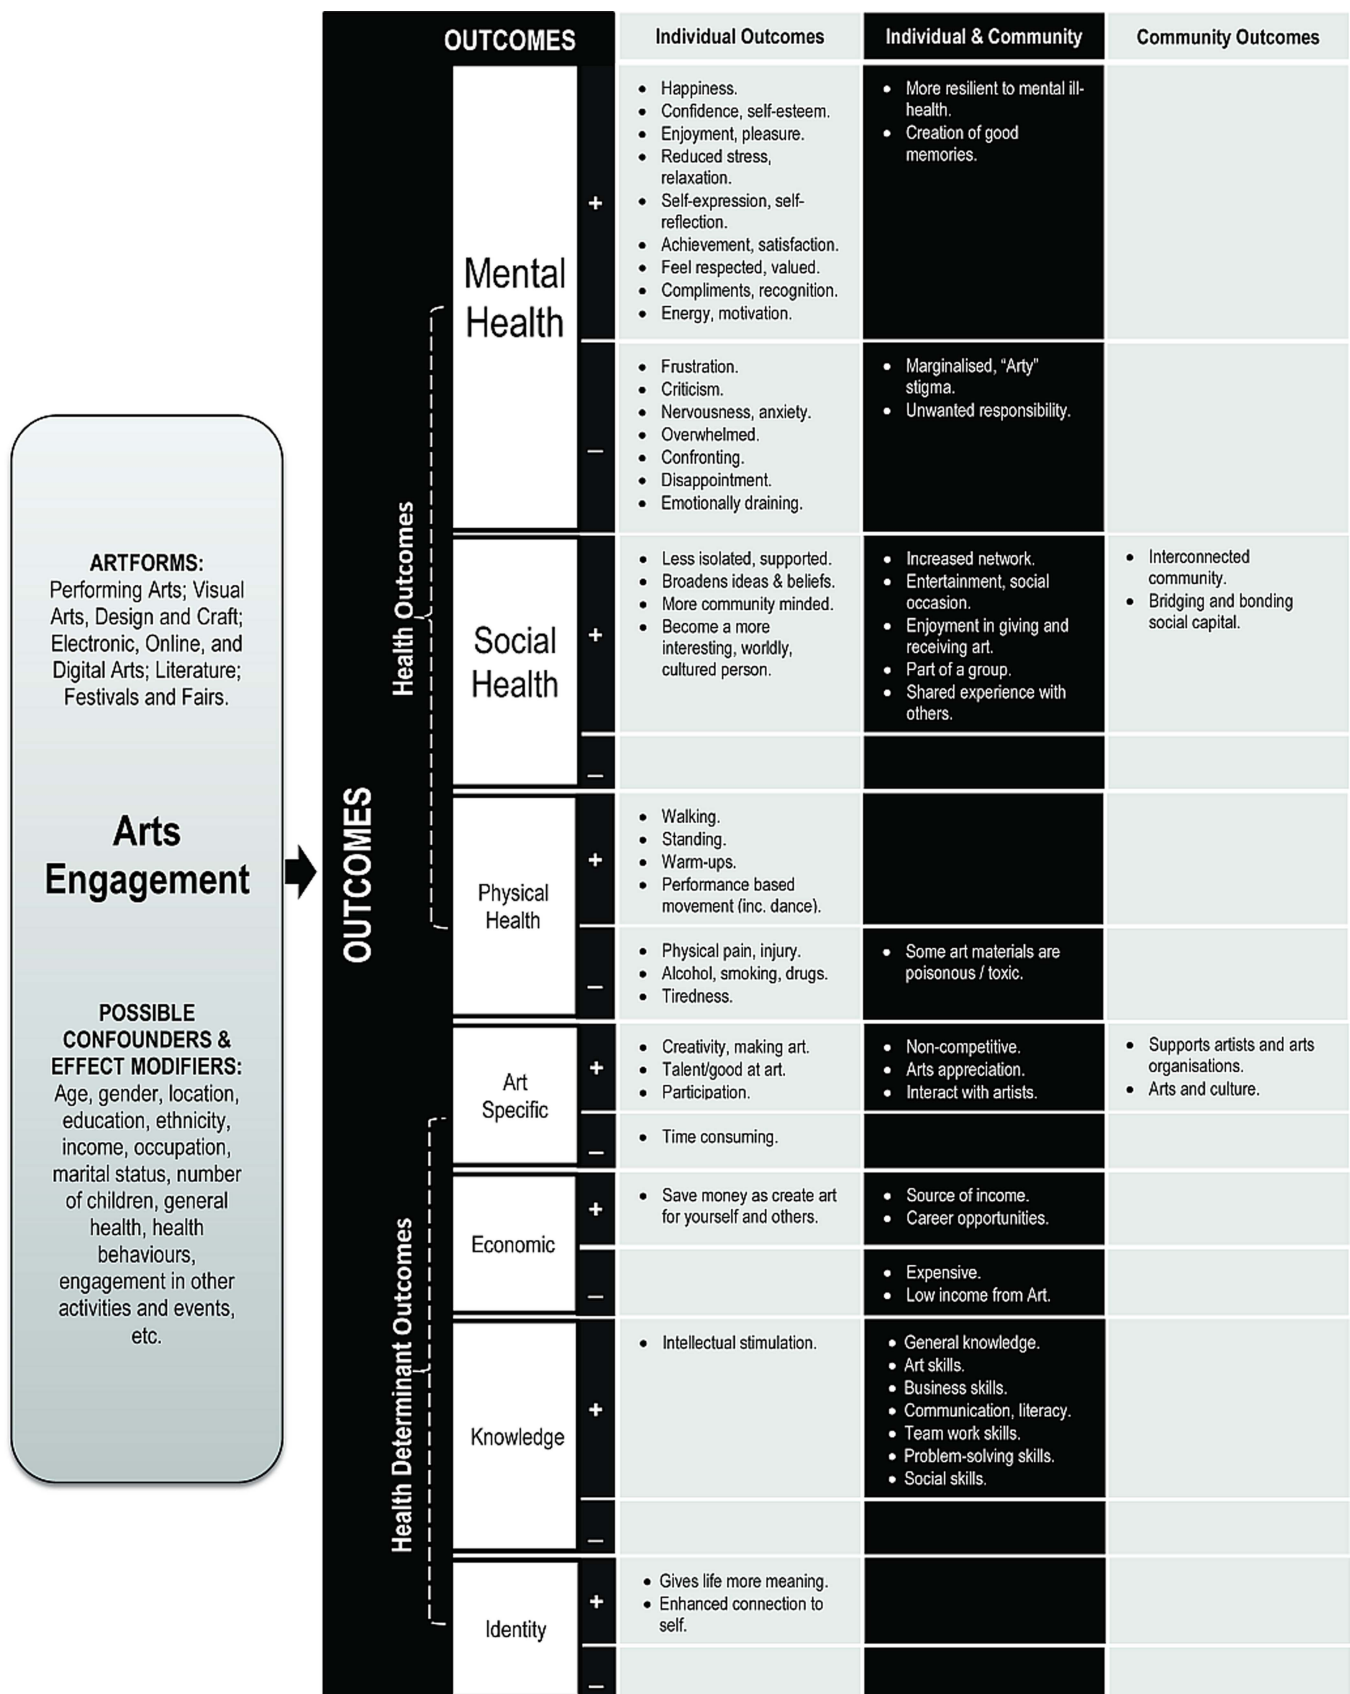 OUTCOMES
Individual Outcomes
Individual & Community
Community Outcomes
ARTFORMS:
Performing Arts; Visual
Arts, Design and Craft;
Electronic, Online, and
Digital Arts; Literature;
Festivals and Fairs.
Arts
Engagement
POSSIBLE
CONFOUNDERS &
EFFECT MODIFIERS:
Age, gender, location,
education, ethnicity,
income, occupation,
marital status, number
of children, general
health, health
behaviours,
engagement in other
activities and events,
etc.
OUTCOMES
Health Outcomes
Mental
Health
+
• Happiness.
• Confidence, self-esteem.
• Enjoyment, pleasure.
• Reduced stress,
relaxation.
• Self-expression, self-
reflection.
• Achievement, satisfaction.
• Feel respected, valued.
• Compliments, recognition.
• Energy, motivation.
• More resilient to mental ill-
health.
• Creation of good
memories.
–
• Frustration.
• Criticism.
• Nervousness, anxiety.
• Overwhelmed.
• Confronting.
• Disappointment.
• Emotionally draining.
• Marginalised, “Arty”
stigma.
• Unwanted responsibility.
Social
Health
+
• Less isolated, supported.
• Broadens ideas & beliefs.
• More community minded.
• Become a more
interesting, worldly,
cultured person.
• Increased network.
• Entertainment, social
occasion.
• Enjoyment in giving and
receiving art.
• Part of a group.
• Shared experience with
others.
• Interconnected
community.
• Bridging and bonding
social capital.
–
Physical
Health
+
• Walking.
• Standing.
• Warm-ups.
• Performance based
movement (inc. dance).
–
• Physical pain, injury.
• Alcohol, smoking, drugs.
• Tiredness.
• Some art materials are
poisonous / toxic.
Health Determinant Outcomes
Art
Specific
+
• Creativity, making art.
• Talent/good at art.
• Participation.
• Non-competitive.
• Arts appreciation.
• Interact with artists.
• Supports artists and arts
organisations.
• Arts and culture.
–
• Time consuming.
Economic
+
• Save money as create art
for yourself and others.
• Source of income.
• Career opportunities.
–
• Expensive.
• Low income from Art.
Knowledge
+
• Intellectual stimulation.
• General knowledge.
• Art skills.
• Business skills.
• Communication, literacy.
• Team work skills.
• Problem-solving skills.
• Social skills.
–
Identity
+
• Gives life more meaning.
• Enhanced connection to
self.
–